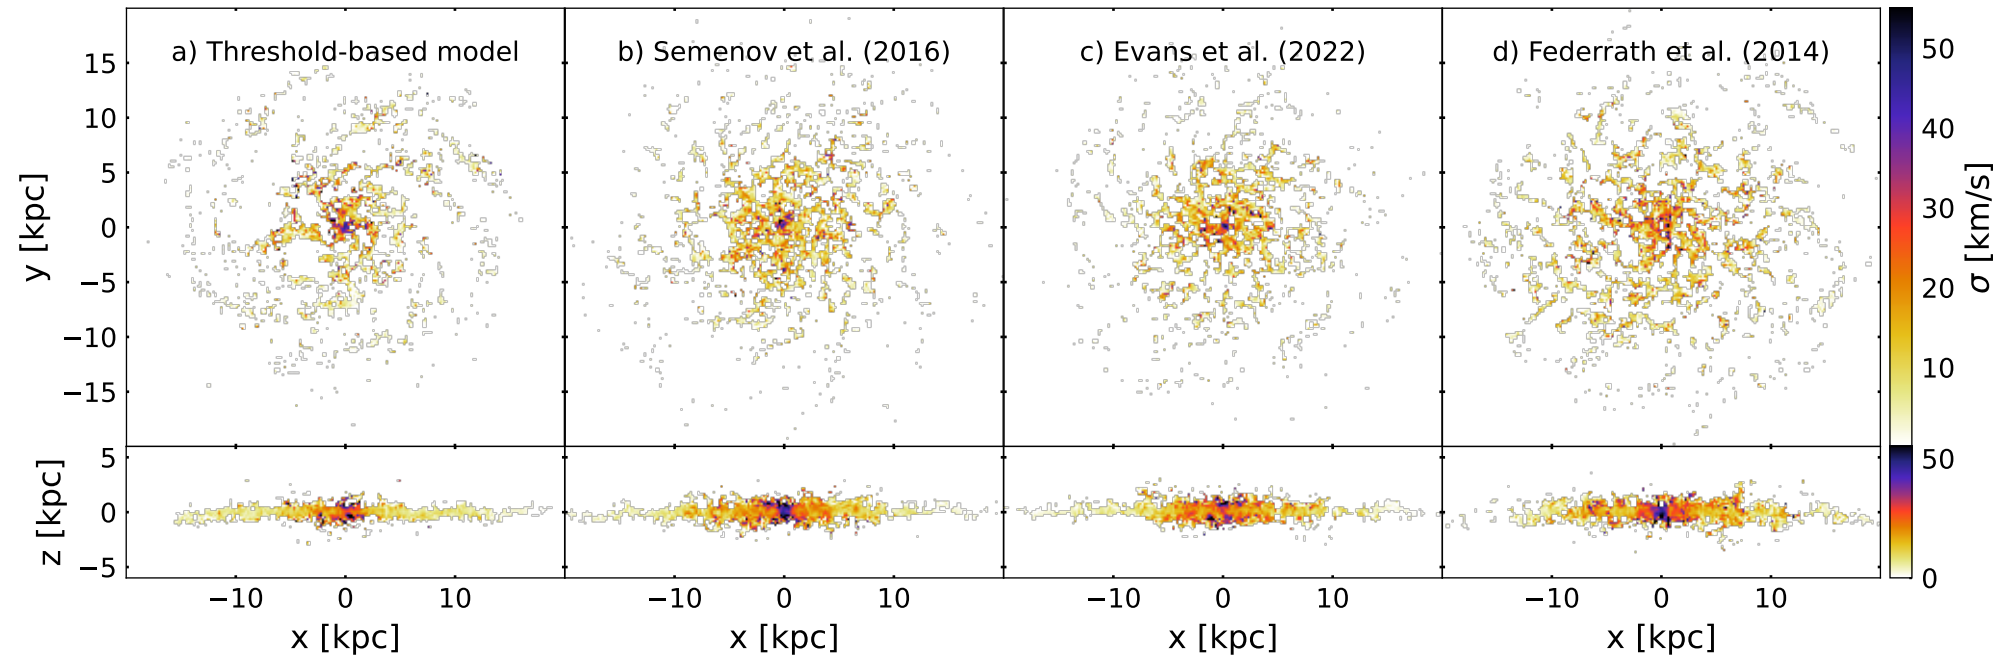 a) Threshold-based model
b) Semenov et al. (2016)
c) Evans et al. (2022)
d) Federrath et al. (2014)
15
10
5
0
−5
−10
−15
y [kpc]
50
40
30
20
10
σ [km/s]
5
0
−5
z [kpc]
50
0
−10 0 10
−10 0 10
−10 0 10
−10 0 10
x [kpc]
x [kpc]
x [kpc]
x [kpc]